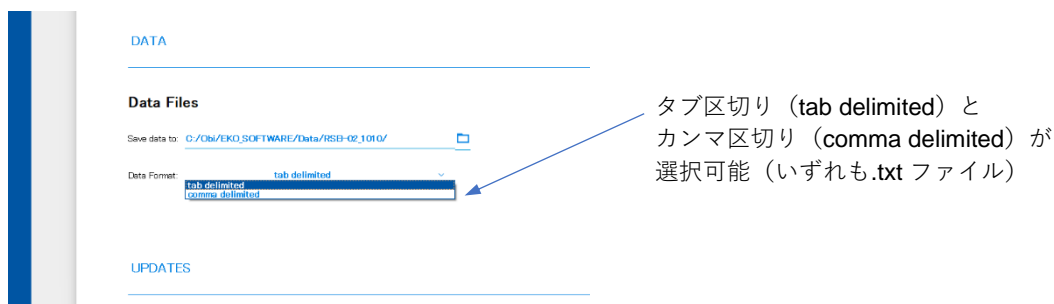 DATA
Data Files
Save data to: C:/Obi/EKO_SOFTWARE/Data/RSB-02_1010/
Data Format: tab delimited
tab delimited
comma delimited
UPDATES
タブ区切り（tab delimited）と
カンマ区切り（comma delimited）が
選択可能（いずれも.txt ファイル）